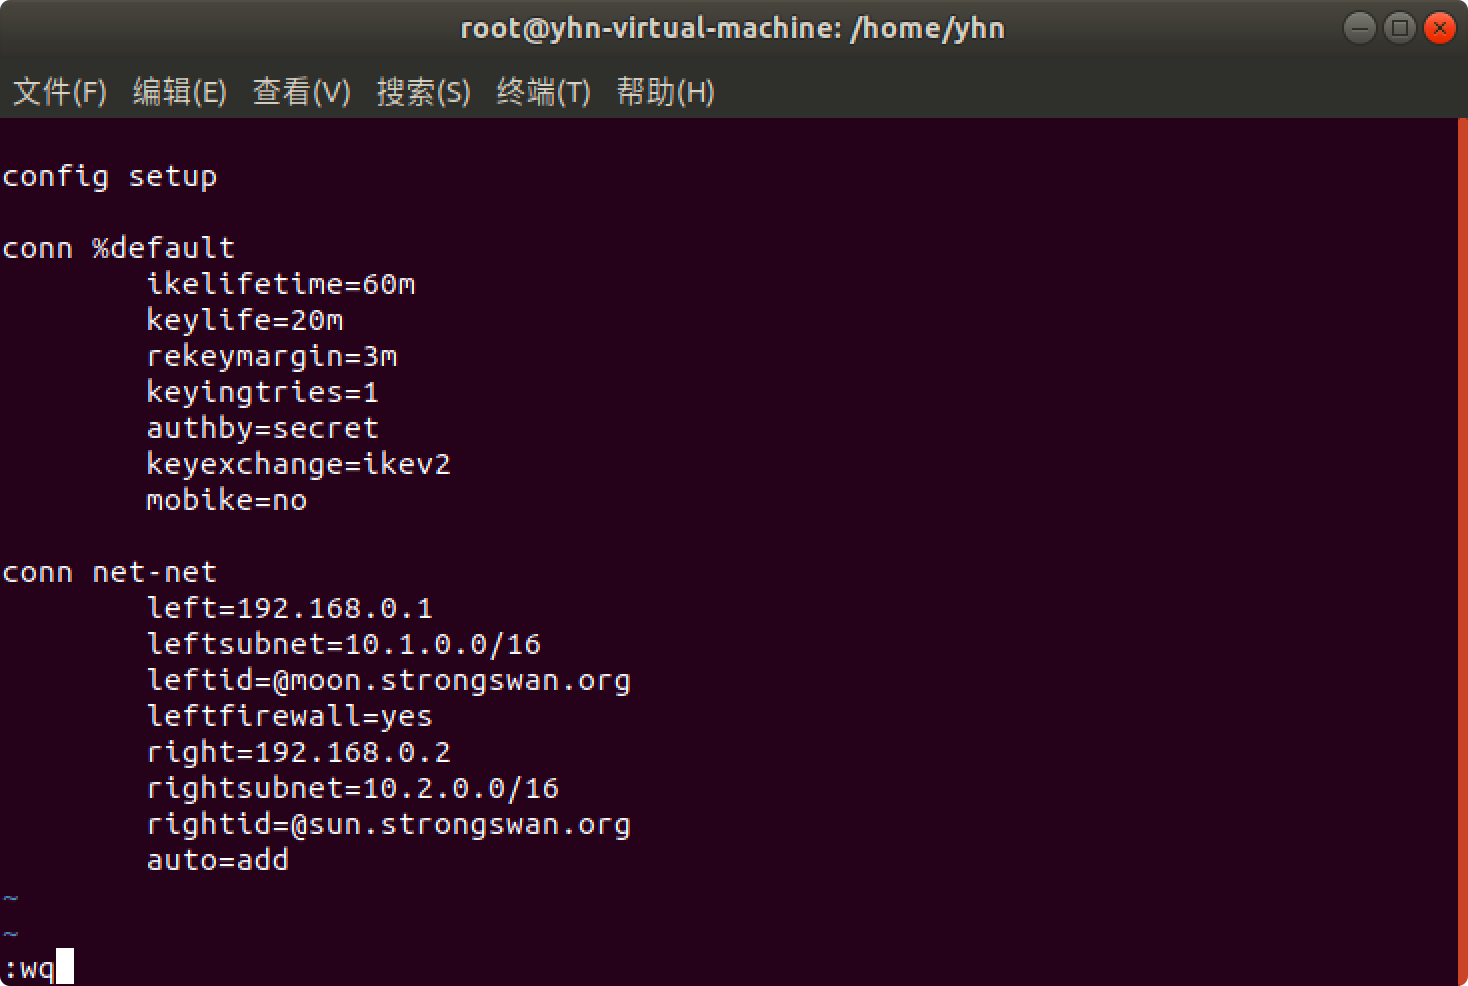 root@yhn-virtual-machine: /home/yhn
文件(F) 编辑(E) 查看(V) 搜索(S) 终端(T) 帮助(H)
config setup
conn %default
ikelifetime=60m
keylife=20m
rekeymargin=3m
keyingtries=1
authby=secret
keyexchange=ikev2
mobike=no
conn net-net
left=192.168.0.1
leftsubnet=10.1.0.0/16
leftid=@moon.strongswan.org
leftfirewall=yes
right=192.168.0.2
rightsubnet=10.2.0.0/16
rightid=@sun.strongswan.org
auto=add
~
~
:wq